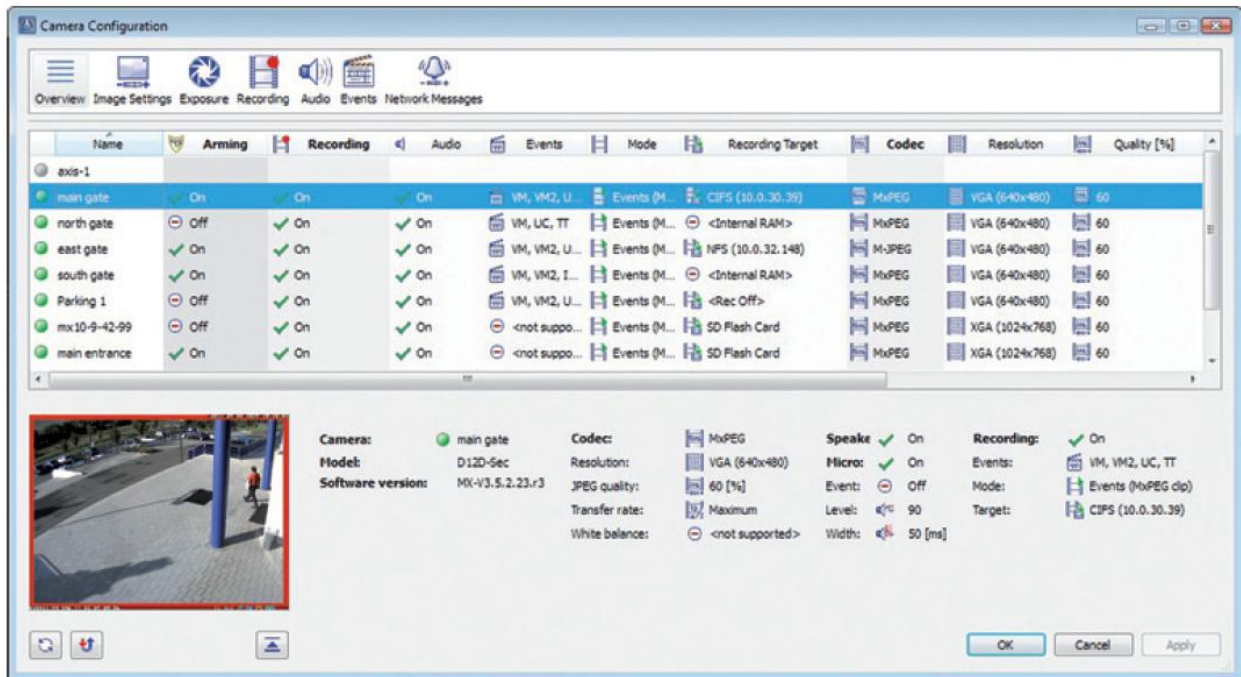 Camera Configuration
Overview Image Settings Exposure Recording Audio Events Network Messages
Name Arming Recording Audio Events Mode Recording Target Codec Resolution Quality [%]
axis-1
main gate On On On VM, VM2, U... Events (M... CIFS (10.0.30.39) MxPEG VGA (640x480) 60
north gate Off On On VM, UC, TT Events (M... <Internal RAM> MxPEG VGA (640x480) 60
east gate On On On VM, VM2, U... Events (M... NFS (10.0.32.148) M-JPEG VGA (640x480) 60
south gate On On On VM, VM2, I... Events (M... <Internal RAM> MxPEG VGA (640x480) 60
Parking 1 Off On On VM, VM2, U... Events (M... <Rec Off> MxPEG VGA (640x480) 60
mx10-9-42-99 Off On On <not suppo... Events (M... SD Flash Card MxPEG XGA (1024x768) 60
main entrance On On On <not suppo... Events (M... SD Flash Card MxPEG XGA (1024x768) 60
Camera: main gate Codec: MxPEG Speake On Recording: On
Model: D12D-Sec Resolution: VGA (640x480) Micro: On Events: VM, VM2, UC, TT
Software version: MX-V3.5.2.23.r3 JPEG quality: 60 [%] Event: Off Mode: Events (MxPEG clip)
Transfer rate: Maximum Level: 90 Target: CIFS (10.0.30.39)
White balance: <not supported> Width: 50 [ms]
OK Cancel Apply